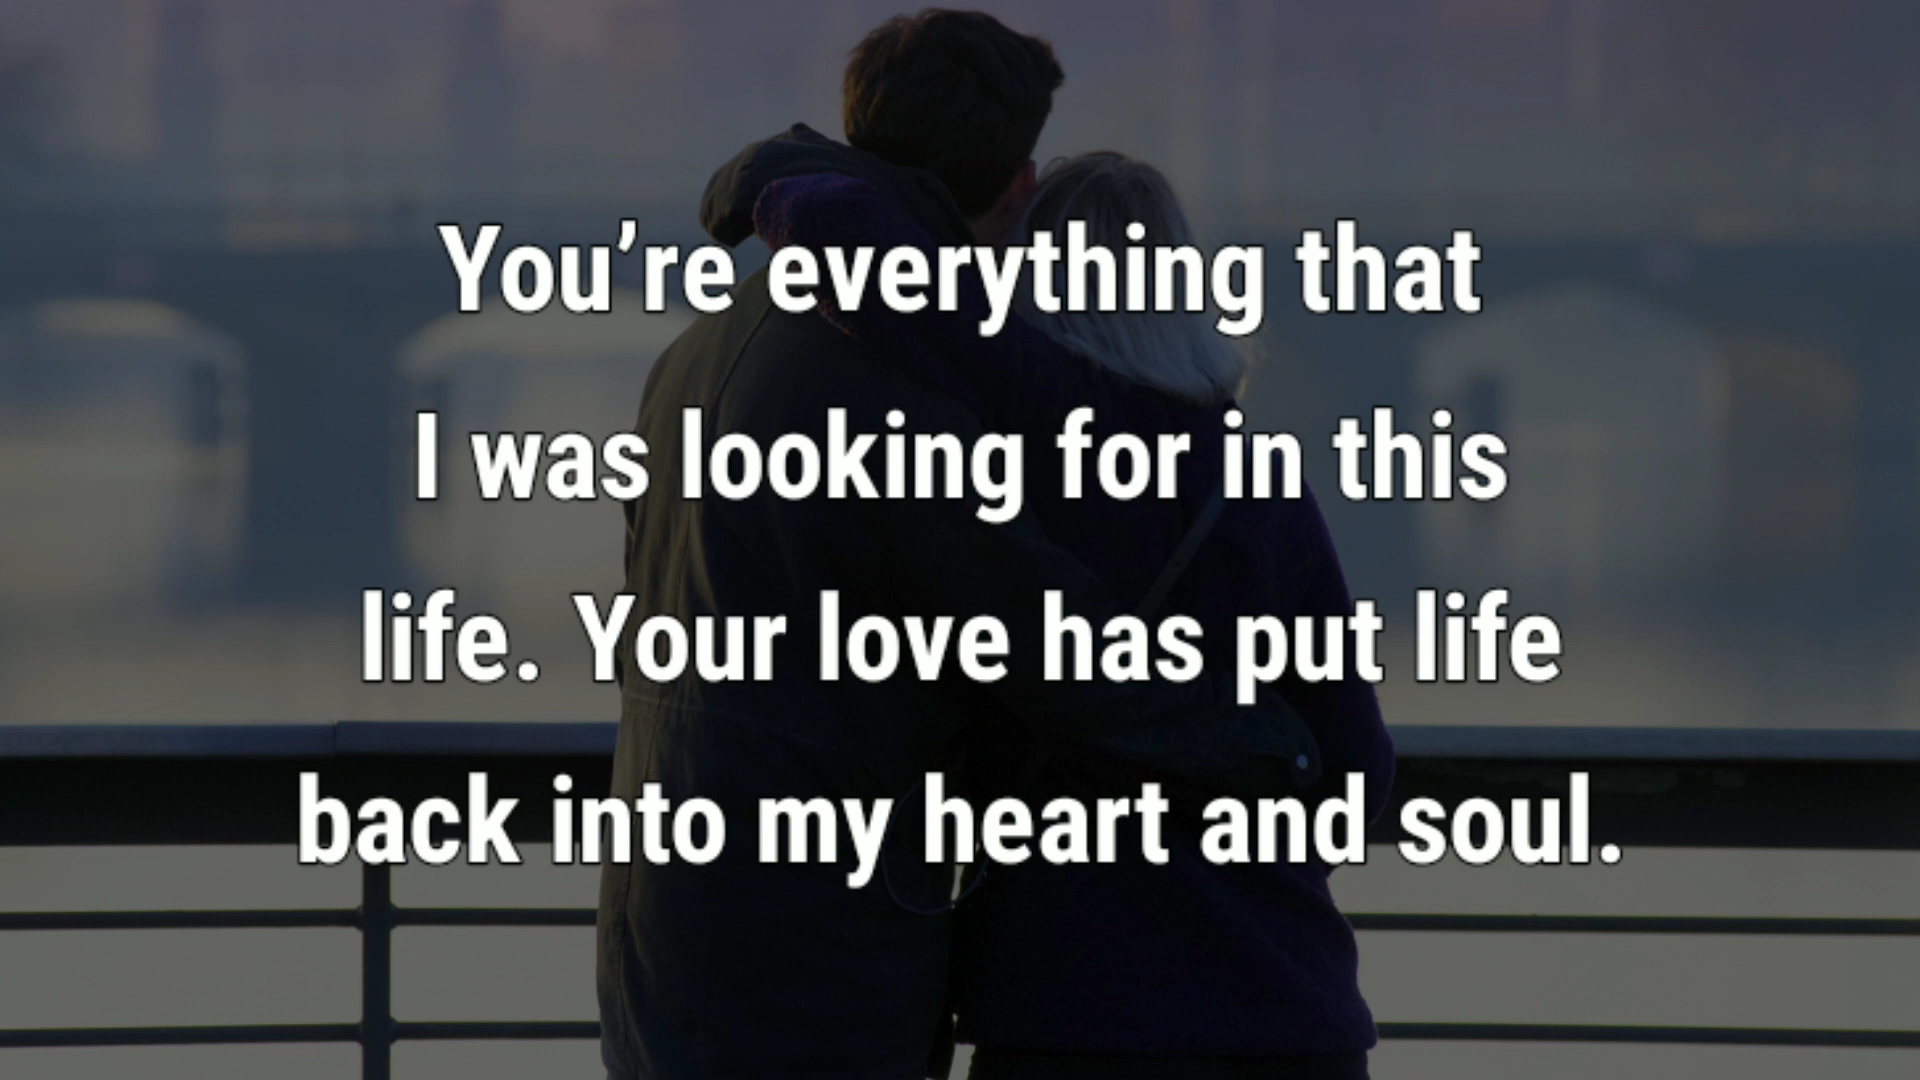 You’re everything that
I was looking for in this
life. Your love has put life
back into my heart and soul.